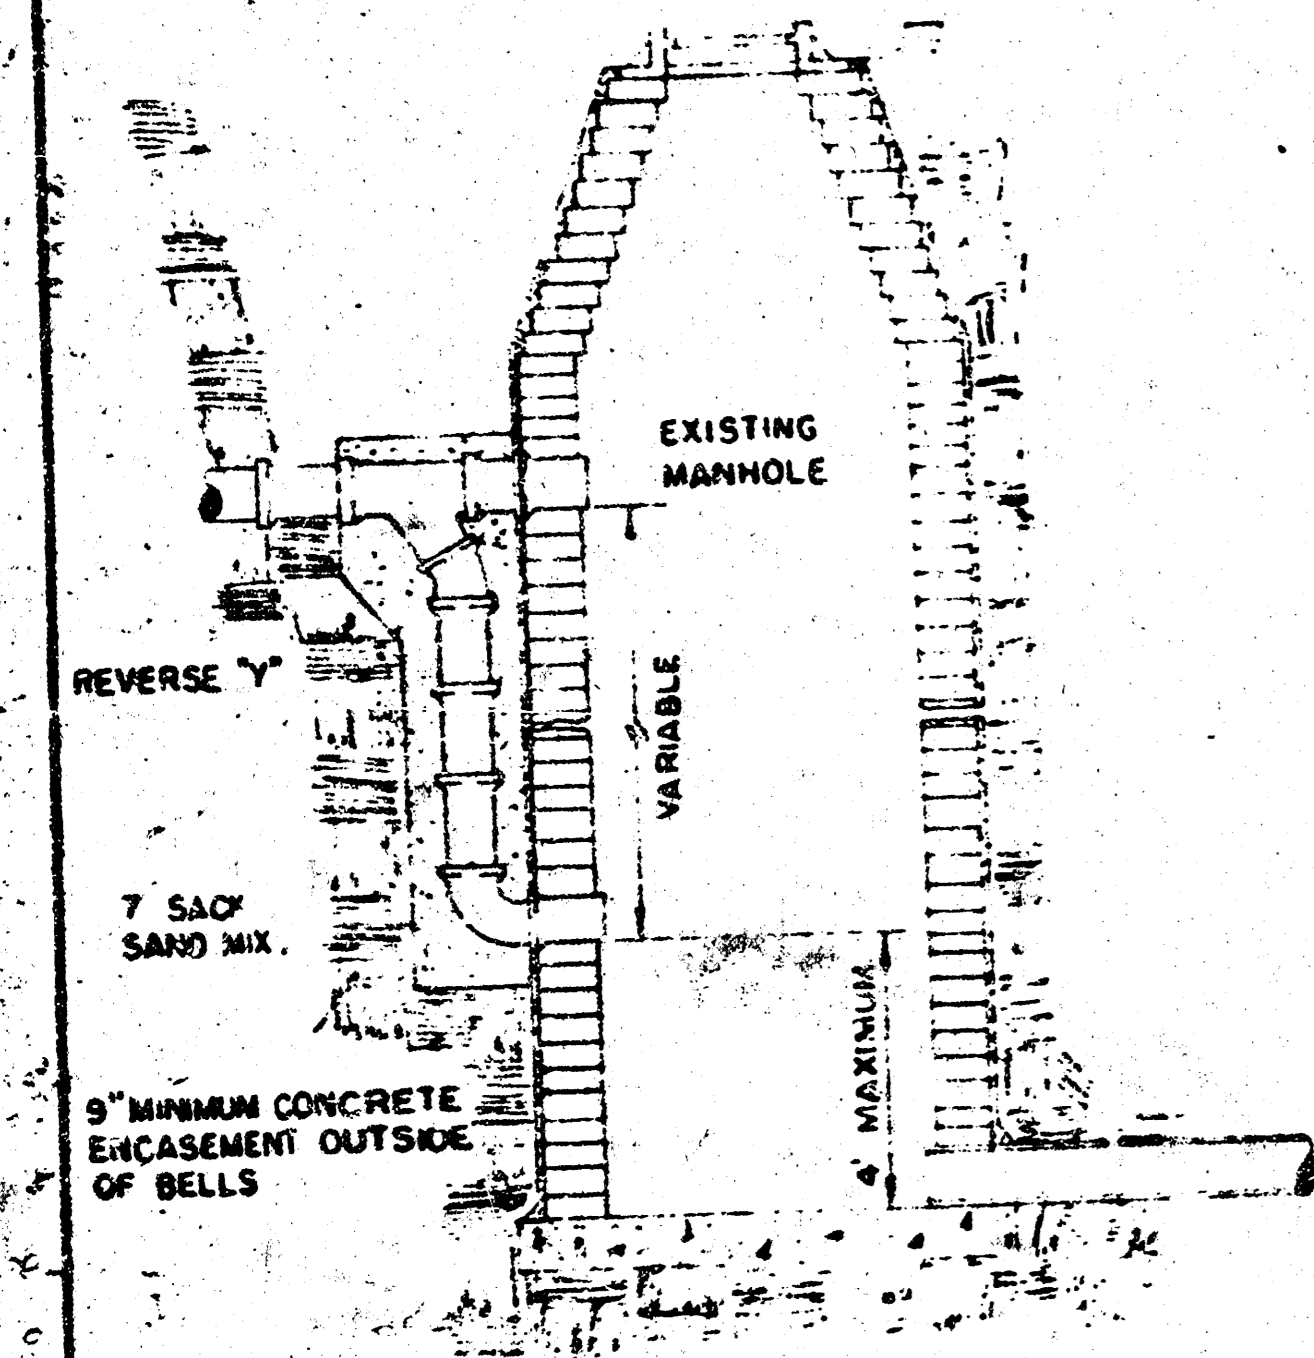 EXISTING
MANHOLE
REVERSE "Y"
VARIABLE
7 SACK
SAND MIX.
4' MAXIMUM
9" MINIMUM CONCRETE
ENCASEMENT OUTSIDE
OF BELLS